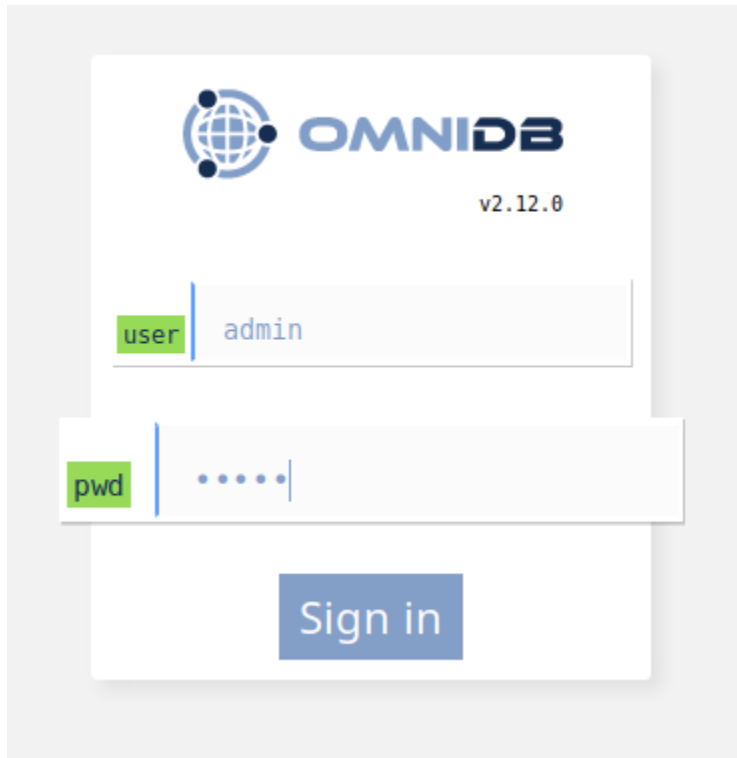 OMNIDB
v2.12.0
user admin
pwd •••••
Sign in